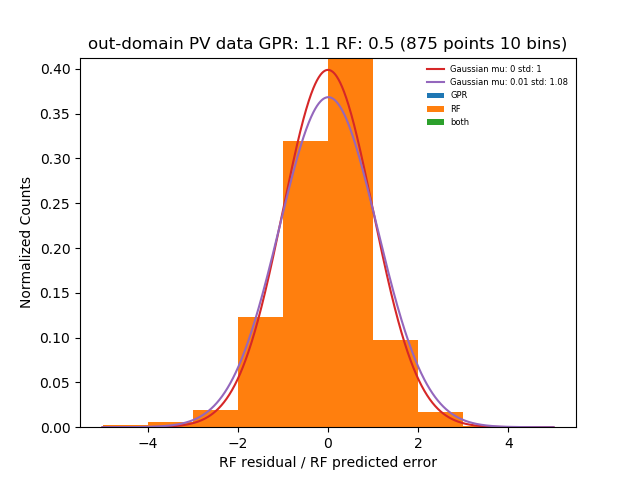 out-domain PV data GPR: 1.1 RF: 0.5 (875 points 10 bins)
Gaussian mu: 0 std: 1
Gaussian mu: 0.01 std: 1.08
GPR
RF
both
Normalized Counts
0.40
0.35
0.30
0.25
0.20
0.15
0.10
0.05
0.00
−4
−2
0
2
4
RF residual / RF predicted error